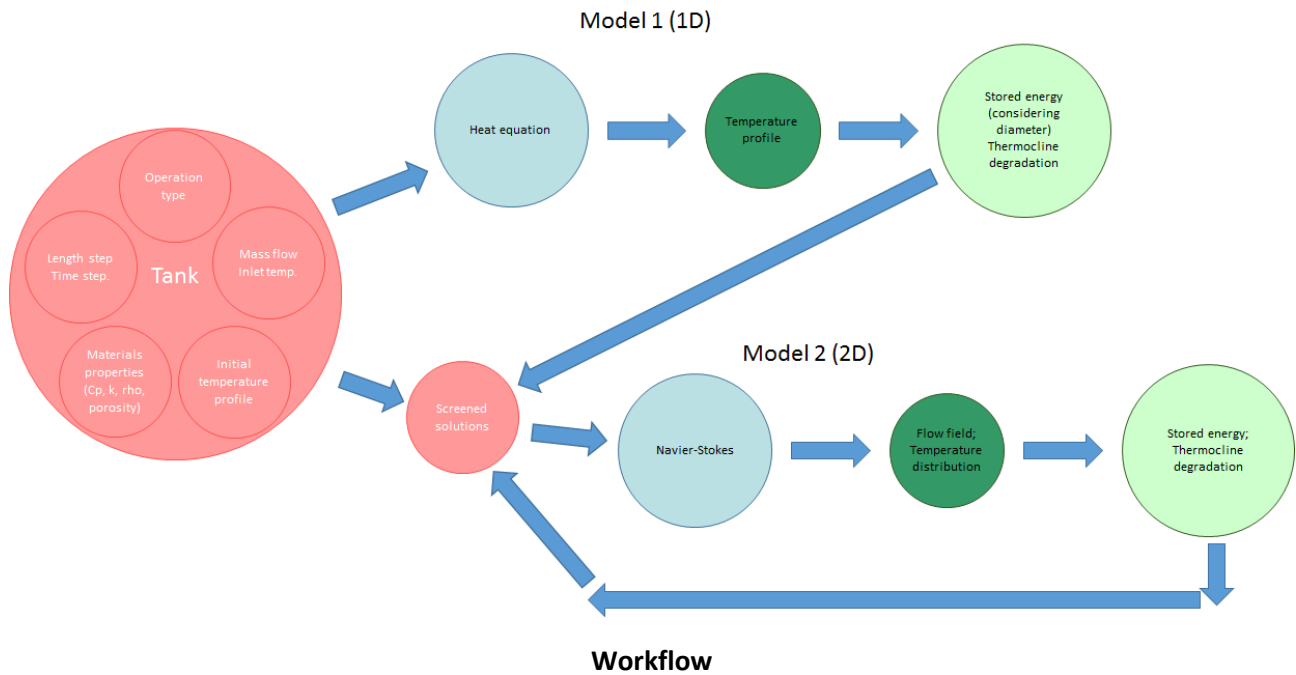 Model 1 (1D)
Heat equation
Temperature
profile
Stored energy
(considering
diameter)
Thermocline
degradation
Operation
type
Length step
Time step.
Tank
Mass flow
Inlet temp.
Materials
properties
(Cp, k, rho,
porosity)
Initial
temperature
profile
Screened
solutions
Model 2 (2D)
Navier-Stokes
Flow field;
Temperature
distribution
Stored energy;
Thermocline
degradation
Workflow